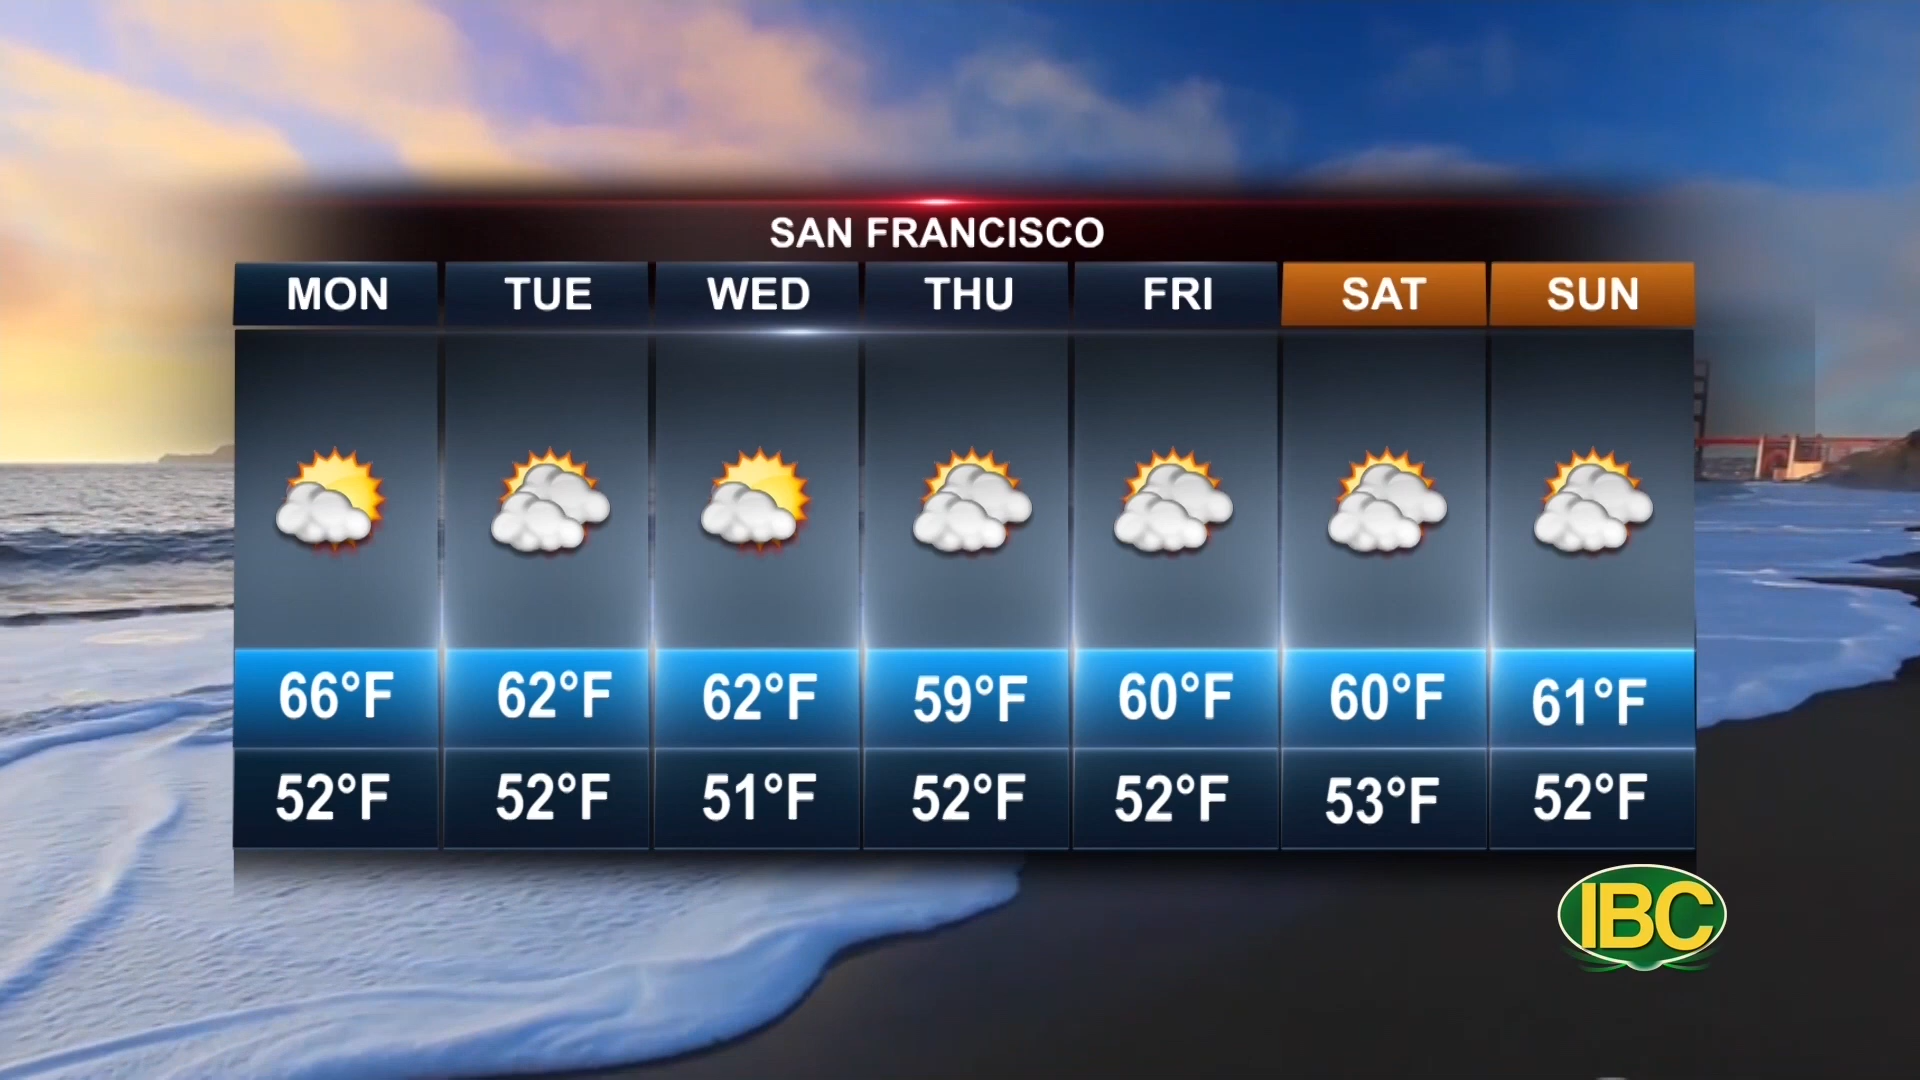 SAN FRANCISCO
MON TUE WED THU FRI SAT SUN
66°F 62°F 62°F 59°F 60°F 60°F 61°F
52°F 52°F 51°F 52°F 52°F 53°F 52°F
IBC